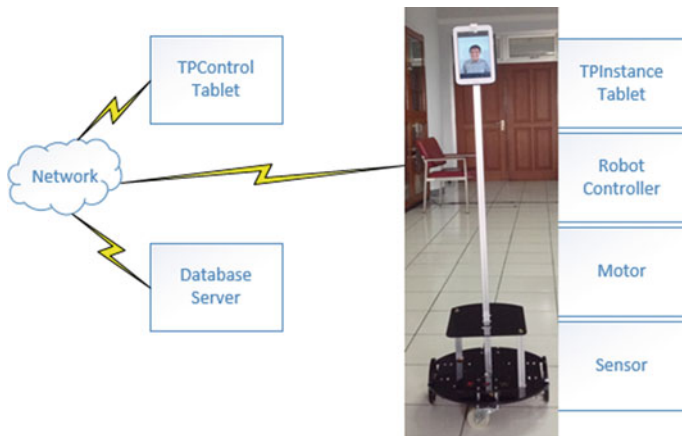 TPControl
Tablet
Network
Database
Server
TPInstance
Tablet
Robot
Controller
Motor
Sensor